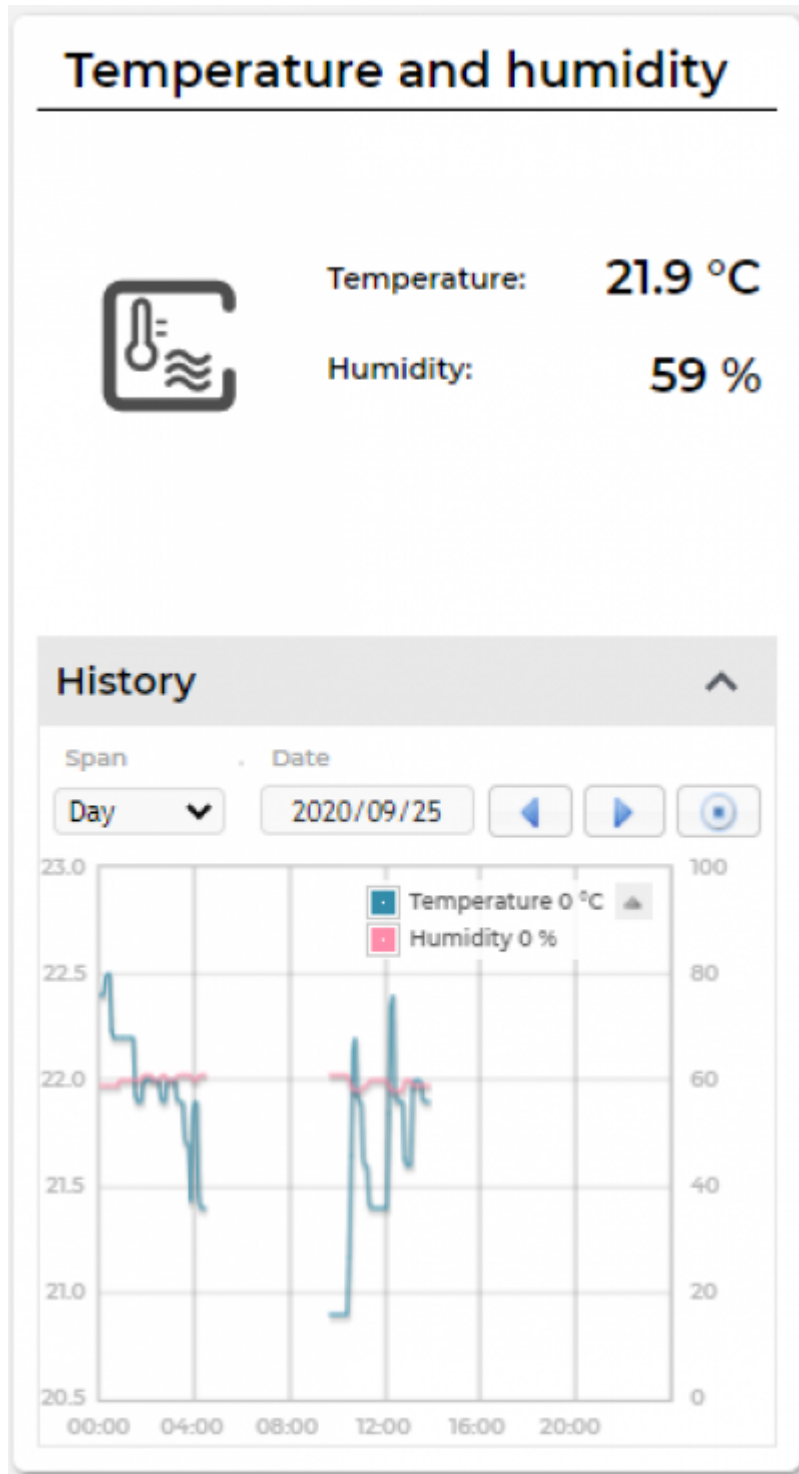 Temperature and humidity
Temperature: 21.9 °C
Humidity: 59 %
History
Span . Date
Day 2020/09/25
23.0 100
Temperature 0 °C
Humidity 0 %
22.5 80
22.0 60
21.5 40
21.0 20
20.5 0
00:00 04:00 08:00 12:00 16:00 20:00